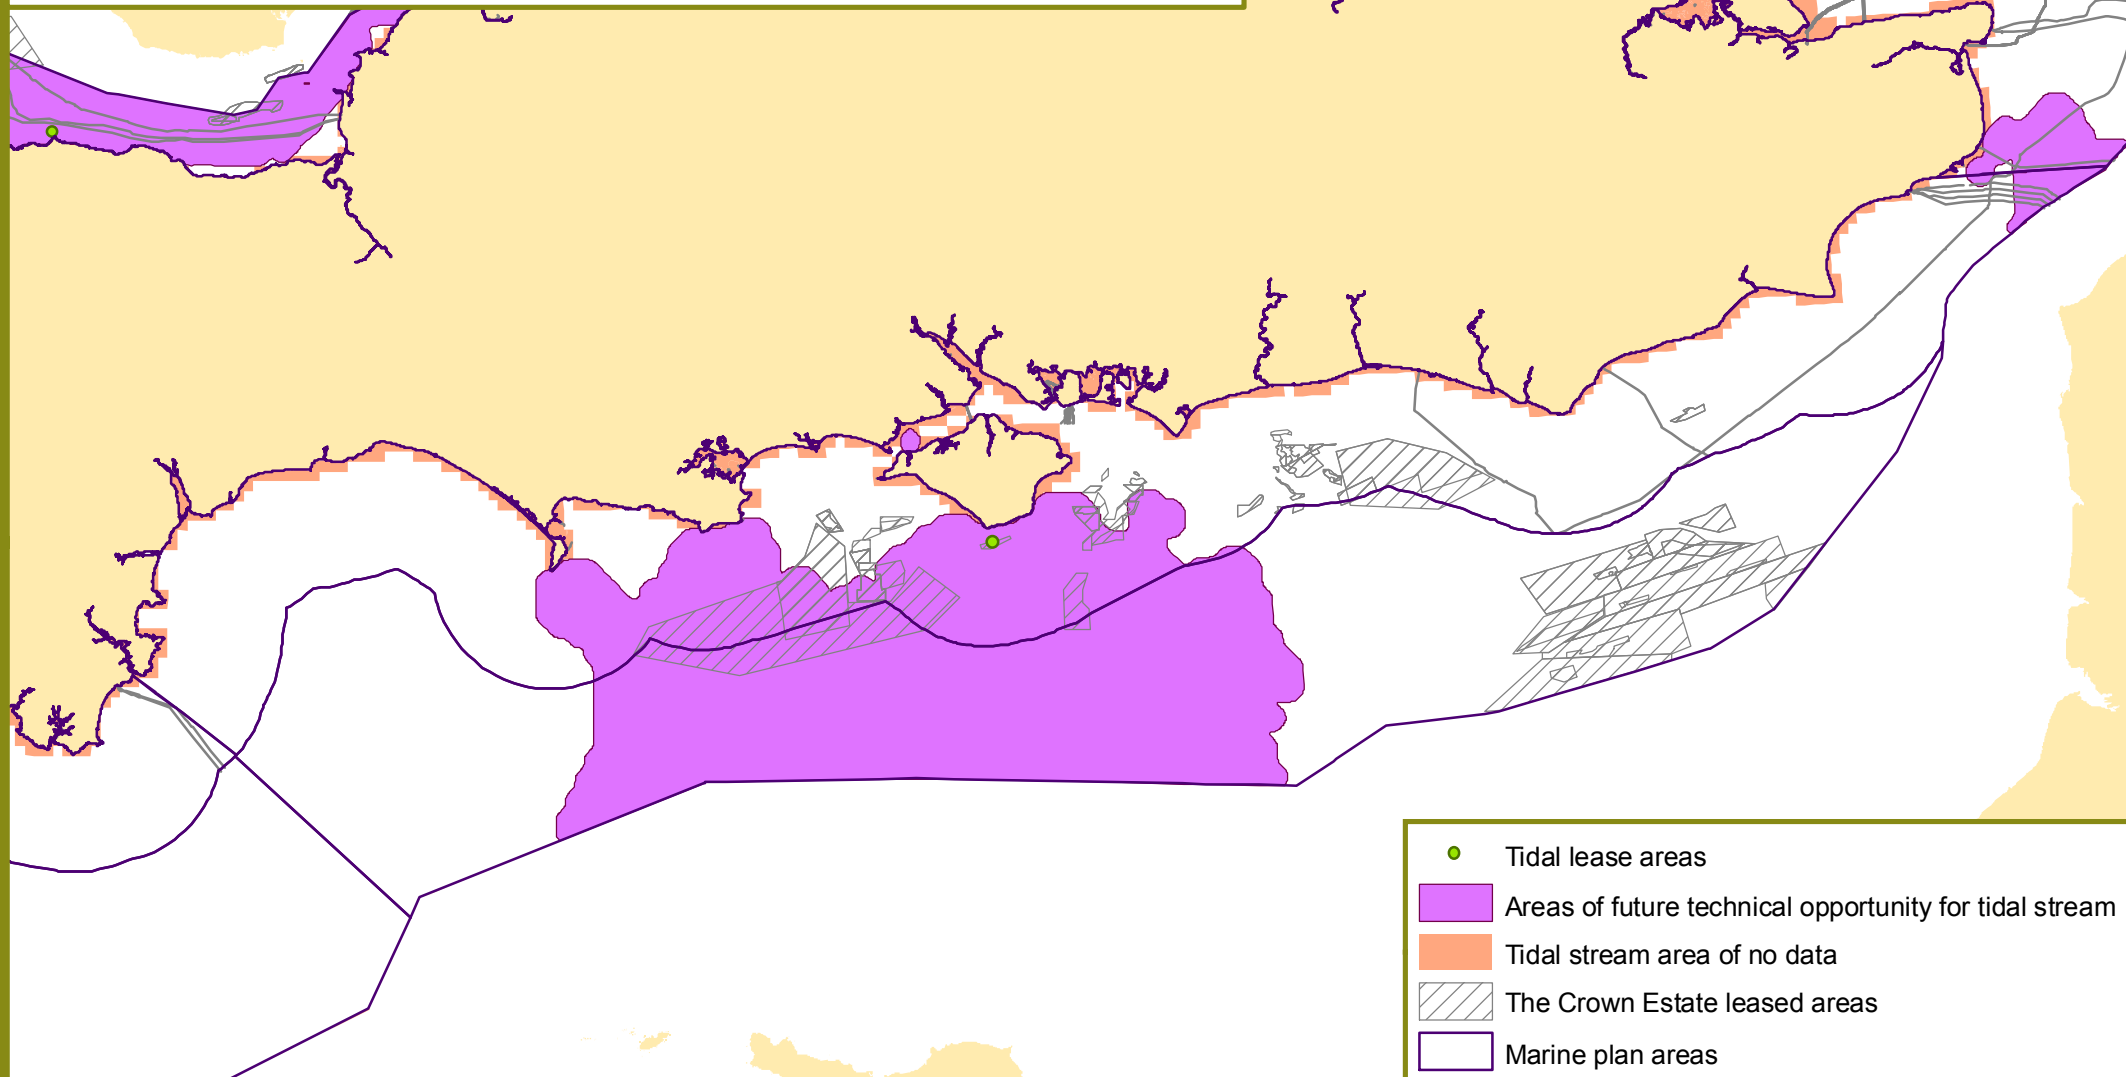 Tidal lease areas
Areas of future technical opportunity for tidal stream
Tidal stream area of no data
The Crown Estate leased areas
Marine plan areas